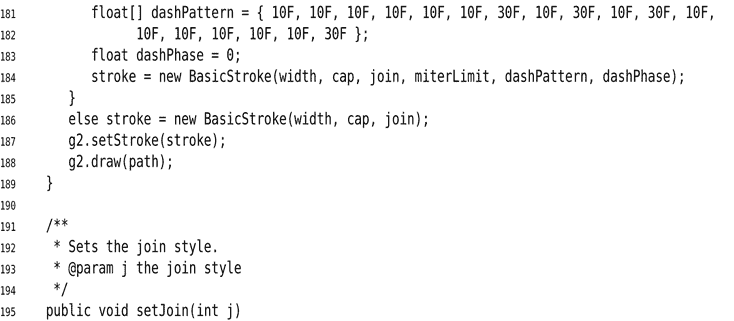 181 float[] dashPattern = { 10F, 10F, 10F, 10F, 10F, 10F, 30F, 10F, 30F, 10F, 30F, 10F,
182 10F, 10F, 10F, 10F, 10F, 30F };
183 float dashPhase = 0;
184 stroke = new BasicStroke(width, cap, join, miterLimit, dashPattern, dashPhase);
185 }
186 else stroke = new BasicStroke(width, cap, join);
187 g2.setStroke(stroke);
188 g2.draw(path);
189 }
190
191 /**
192 * Sets the join style.
193 * @param j the join style
194 */
195 public void setJoin(int j)